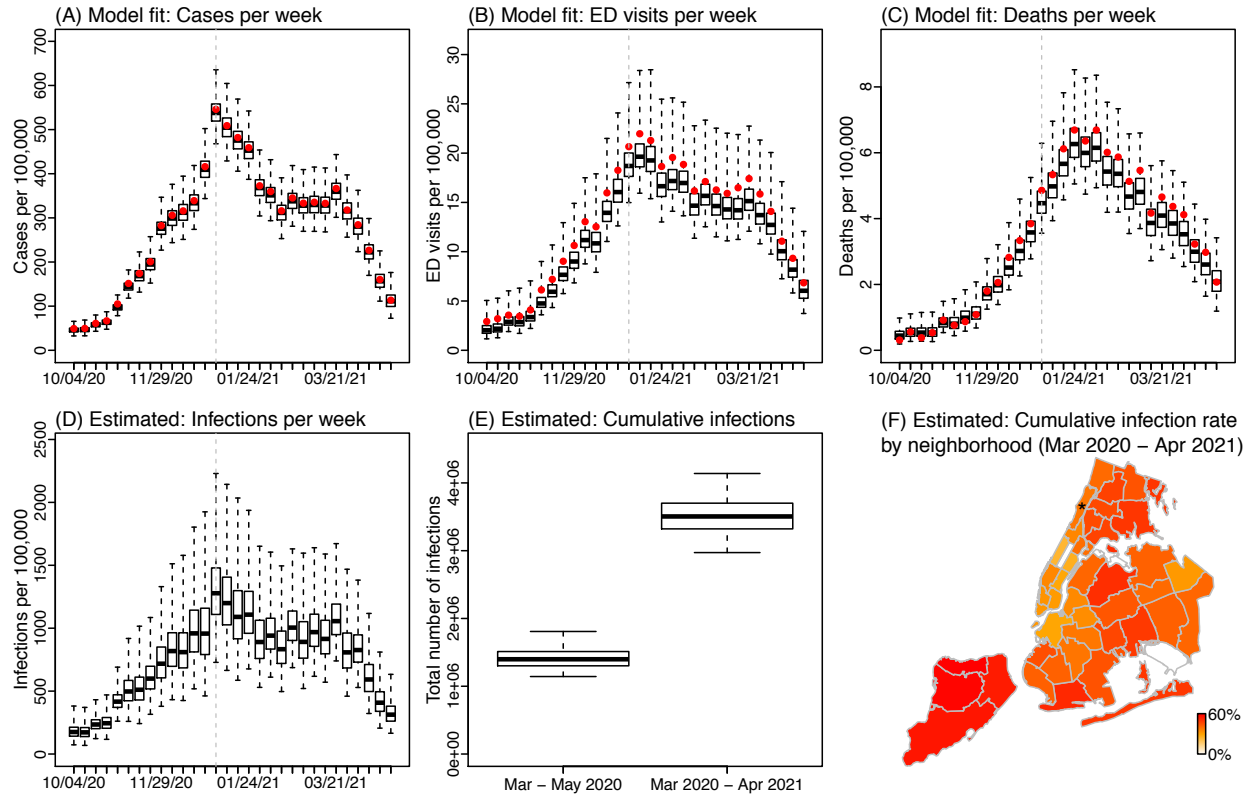 (A) Model fit: Cases per week
Cases per 100,000
0
100
200
300
400
500
600
700
10/04/20
11/29/20
01/24/21
03/21/21
(B) Model fit: ED visits per week
ED visits per 100,000
0
5
10
15
20
25
30
10/04/20
11/29/20
01/24/21
03/21/21
(C) Model fit: Deaths per week
Deaths per 100,000
0
2
4
6
8
10/04/20
11/29/20
01/24/21
03/21/21
(D) Estimated: Infections per week
Infections per 100,000
0
500
1000
1500
2000
2500
10/04/20
11/29/20
01/24/21
03/21/21
(E) Estimated: Cumulative infections
Total number of infections
0e+00
1e+06
2e+06
3e+06
4e+06
Mar − May 2020
Mar 2020 − Apr 2021
(F) Estimated: Cumulative infection rate
by neighborhood (Mar 2020 − Apr 2021)
*
60%
0%